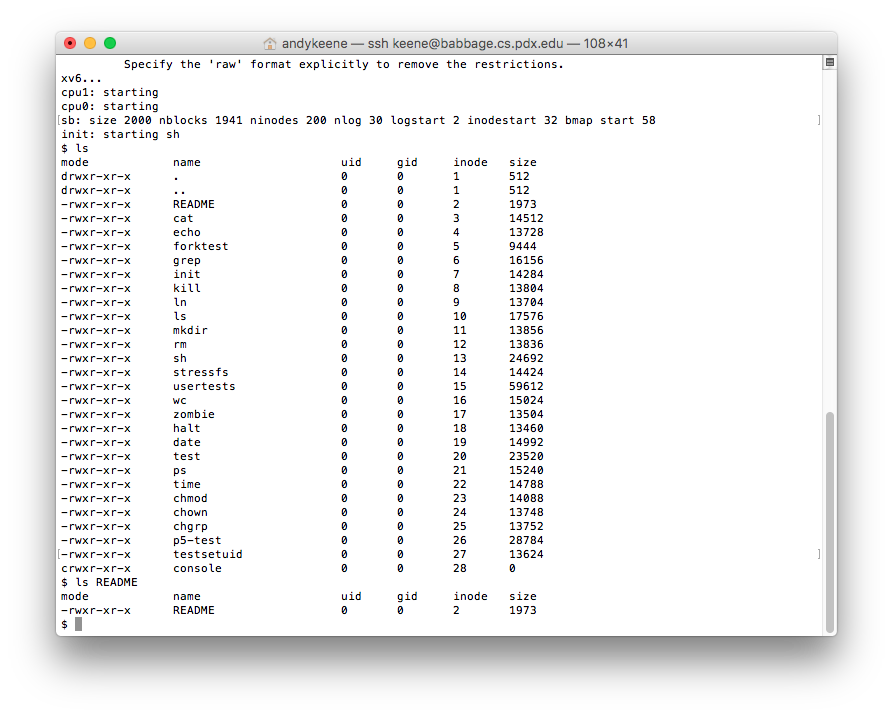 andykeene — ssh keene@babbage.cs.pdx.edu — 108×41
Specify the 'raw' format explicitly to remove the restrictions.
xv6...
cpu1: starting
cpu0: starting
[sb: size 2000 nblocks 1941 ninodes 200 nlog 30 logstart 2 inodestart 32 bmap start 58 ]
init: starting sh
$ ls
mode name uid gid inode size
drwxr-xr-x . 0 0 1 512
drwxr-xr-x .. 0 0 1 512
-rwxr-xr-x README 0 0 2 1973
-rwxr-xr-x cat 0 0 3 14512
-rwxr-xr-x echo 0 0 4 13728
-rwxr-xr-x forktest 0 0 5 9444
-rwxr-xr-x grep 0 0 6 16156
-rwxr-xr-x init 0 0 7 14284
-rwxr-xr-x kill 0 0 8 13804
-rwxr-xr-x ln 0 0 9 13704
-rwxr-xr-x ls 0 0 10 17576
-rwxr-xr-x mkdir 0 0 11 13856
-rwxr-xr-x rm 0 0 12 13836
-rwxr-xr-x sh 0 0 13 24692
-rwxr-xr-x stressfs 0 0 14 14424
-rwxr-xr-x usertests 0 0 15 59612
-rwxr-xr-x wc 0 0 16 15024
-rwxr-xr-x zombie 0 0 17 13504
-rwxr-xr-x halt 0 0 18 13460
-rwxr-xr-x date 0 0 19 14992
-rwxr-xr-x test 0 0 20 23520
-rwxr-xr-x ps 0 0 21 15240
-rwxr-xr-x time 0 0 22 14788
-rwxr-xr-x chmod 0 0 23 14088
-rwxr-xr-x chown 0 0 24 13748
-rwxr-xr-x chgrp 0 0 25 13752
-rwxr-xr-x p5-test 0 0 26 28784
[-rwxr-xr-x testsetuid 0 0 27 13624 ]
crwxr-xr-x console 0 0 28 0
$ ls README
mode name uid gid inode size
-rwxr-xr-x README 0 0 2 1973
$